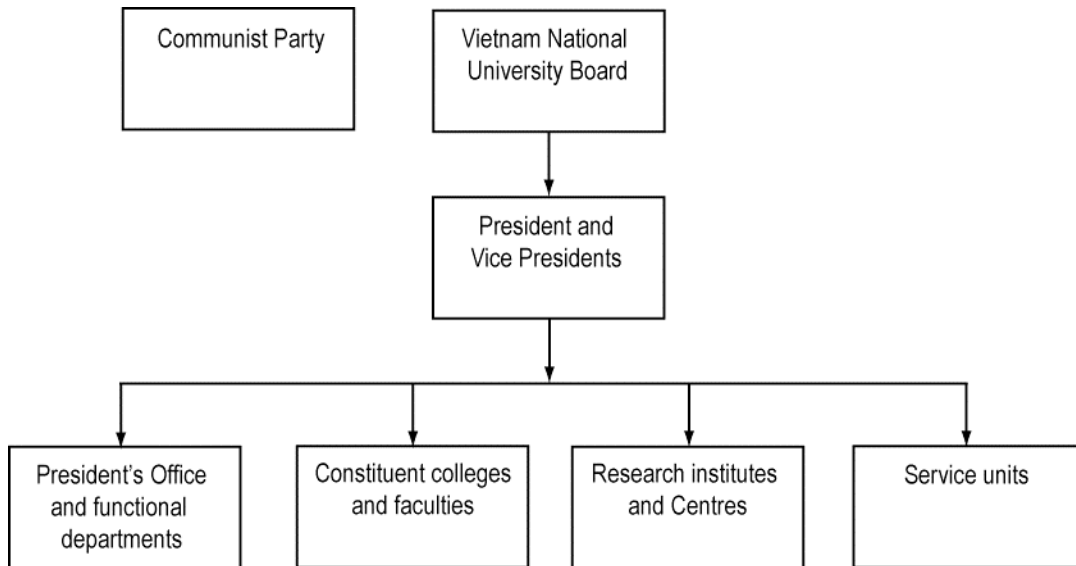 Communist Party
Vietnam National
University Board
President and
Vice Presidents
President’s Office
and functional
departments
Constituent colleges
and faculties
Research institutes
and Centres
Service units